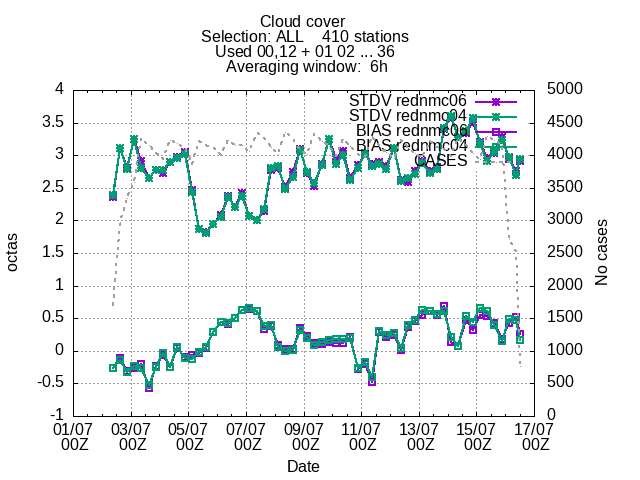 Cloud cover
Selection: ALL 410 stations
Used 00,12 + 01 02 ... 36
Averaging window: 6h
4
3.5
3
2.5
2
1.5
1
0.5
0
-0.5
-1
octas
STDV rednmc06
STDV rednmc04
BIAS rednmc06
BIAS rednmc04
CASES
5000
4500
4000
3500
3000
2500
2000
1500
1000
500
0
No cases
01/07 03/07 05/07 07/07 09/07 11/07 13/07 15/07 17/07
00Z 00Z 00Z 00Z 00Z 00Z 00Z 00Z 00Z
Date